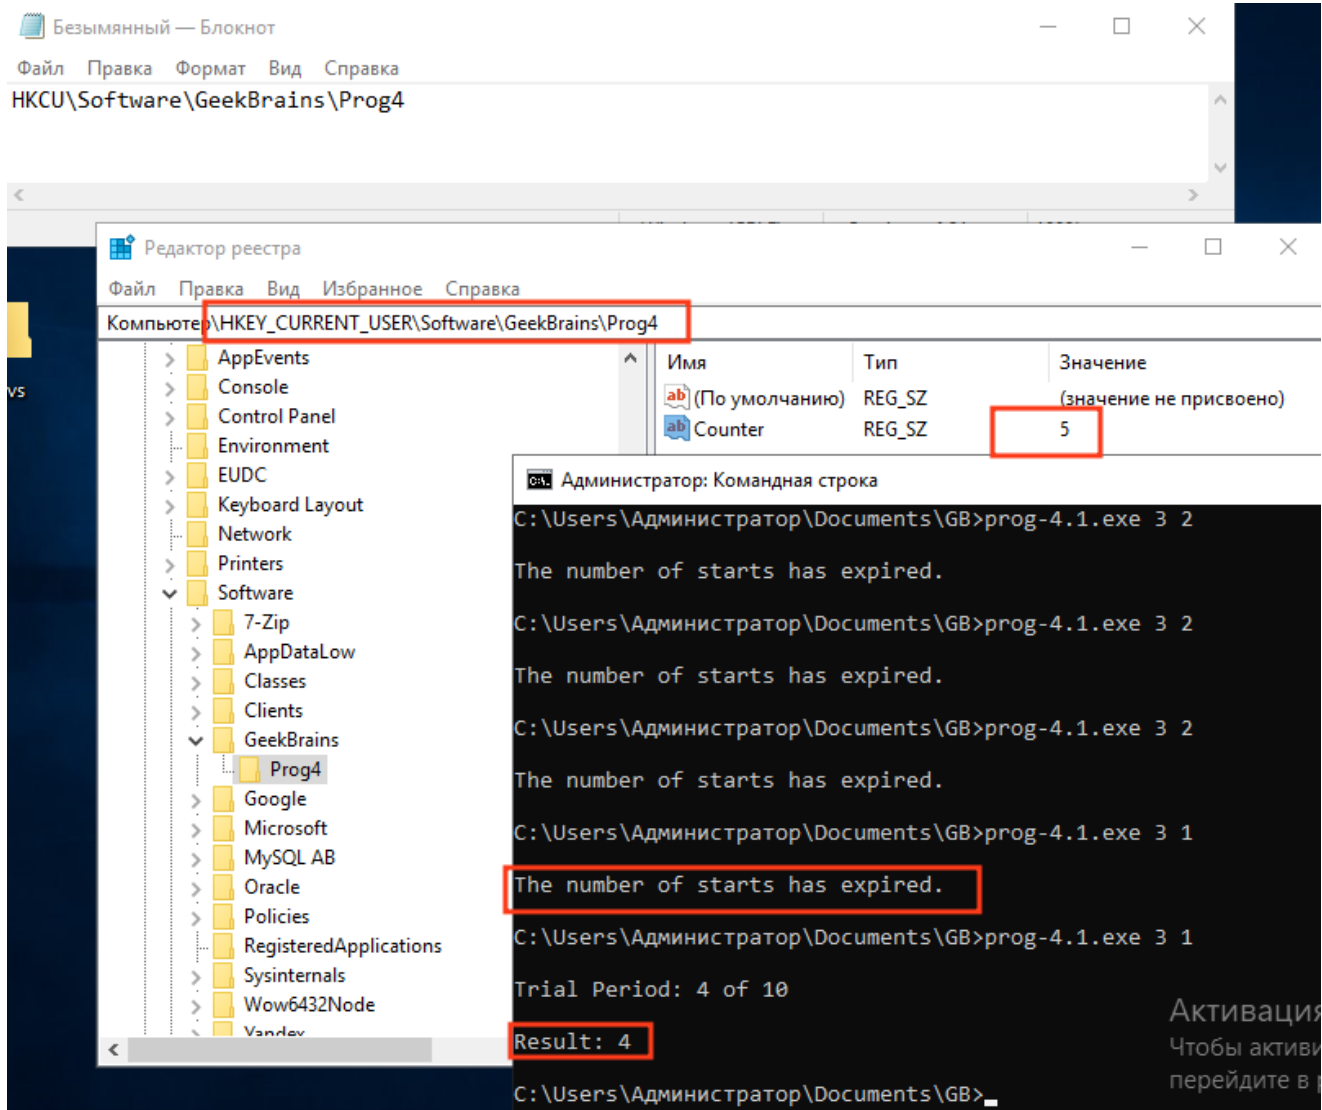 Безымянный — Блокнот
Файл Правка Формат Вид Справка
HKCU\Software\GeekBrains\Prog4
Редактор реестра
Файл Правка Вид Избранное Справка
Компьютер\HKEY_CURRENT_USER\Software\GeekBrains\Prog4
vs
AppEvents
Console
Control Panel
Environment
EUDC
Keyboard Layout
Network
Printers
Software
7-Zip
AppDataLow
Classes
Clients
GeekBrains
Prog4
Google
Microsoft
MySQL AB
Oracle
Policies
RegisteredApplications
Sysinternals
Wow6432Node
Yandex
Имя Тип Значение
(По умолчанию) REG_SZ (значение не присвоено)
Counter REG_SZ 5
Администратор: Командная строка
C:\Users\Администратор\Documents\GB>prog-4.1.exe 3 2
The number of starts has expired.
C:\Users\Администратор\Documents\GB>prog-4.1.exe 3 2
The number of starts has expired.
C:\Users\Администратор\Documents\GB>prog-4.1.exe 3 2
The number of starts has expired.
C:\Users\Администратор\Documents\GB>prog-4.1.exe 3 1
The number of starts has expired.
C:\Users\Администратор\Documents\GB>prog-4.1.exe 3 1
Trial Period: 4 of 10
Result: 4
C:\Users\Администратор\Documents\GB>
Активация
Чтобы активи
перейдите в